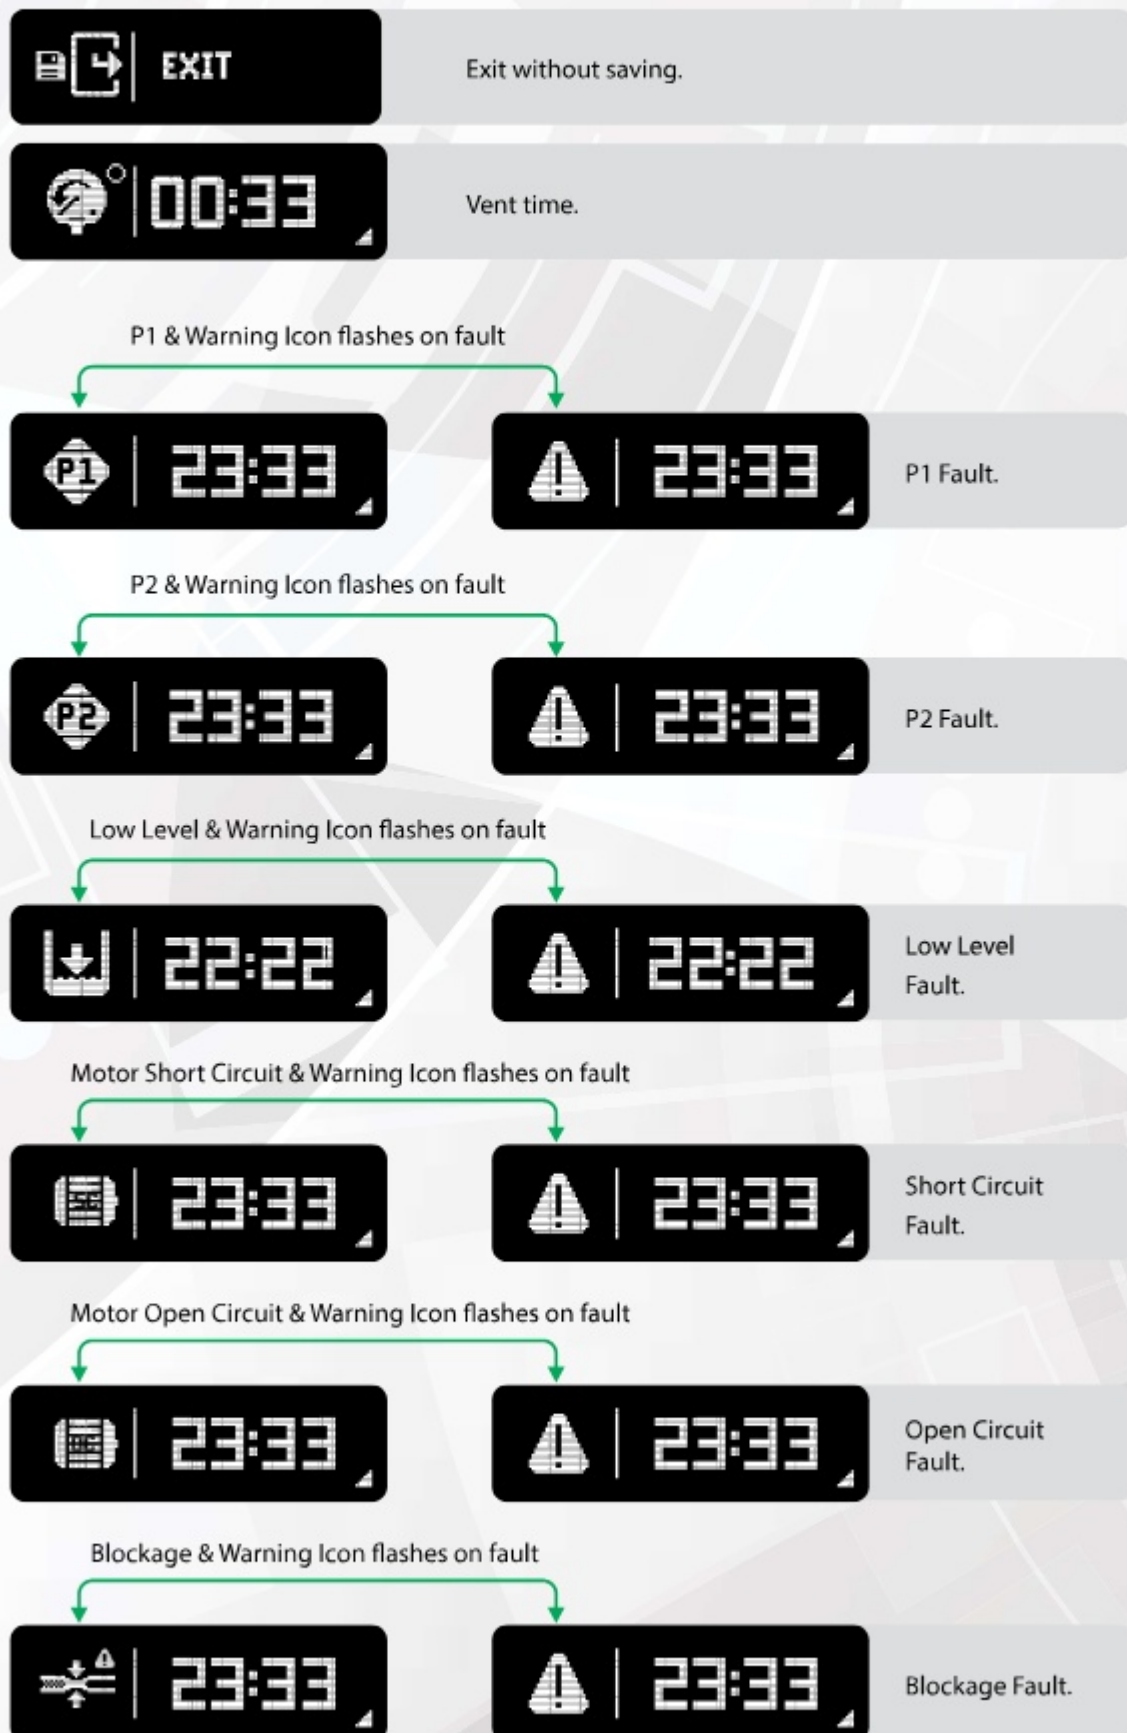 EXIT
Exit without saving.
00:33
Vent time.
P1 & Warning Icon flashes on fault
P1 23:33
23:33
P1 Fault.
P2 & Warning Icon flashes on fault
P2 23:33
23:33
P2 Fault.
Low Level & Warning Icon flashes on fault
22:22
22:22
Low Level
Fault.
Motor Short Circuit & Warning Icon flashes on fault
SC 23:33
23:33
Short Circuit
Fault.
Motor Open Circuit & Warning Icon flashes on fault
23:33
23:33
Open Circuit
Fault.
Blockage & Warning Icon flashes on fault
23:33
23:33
Blockage Fault.